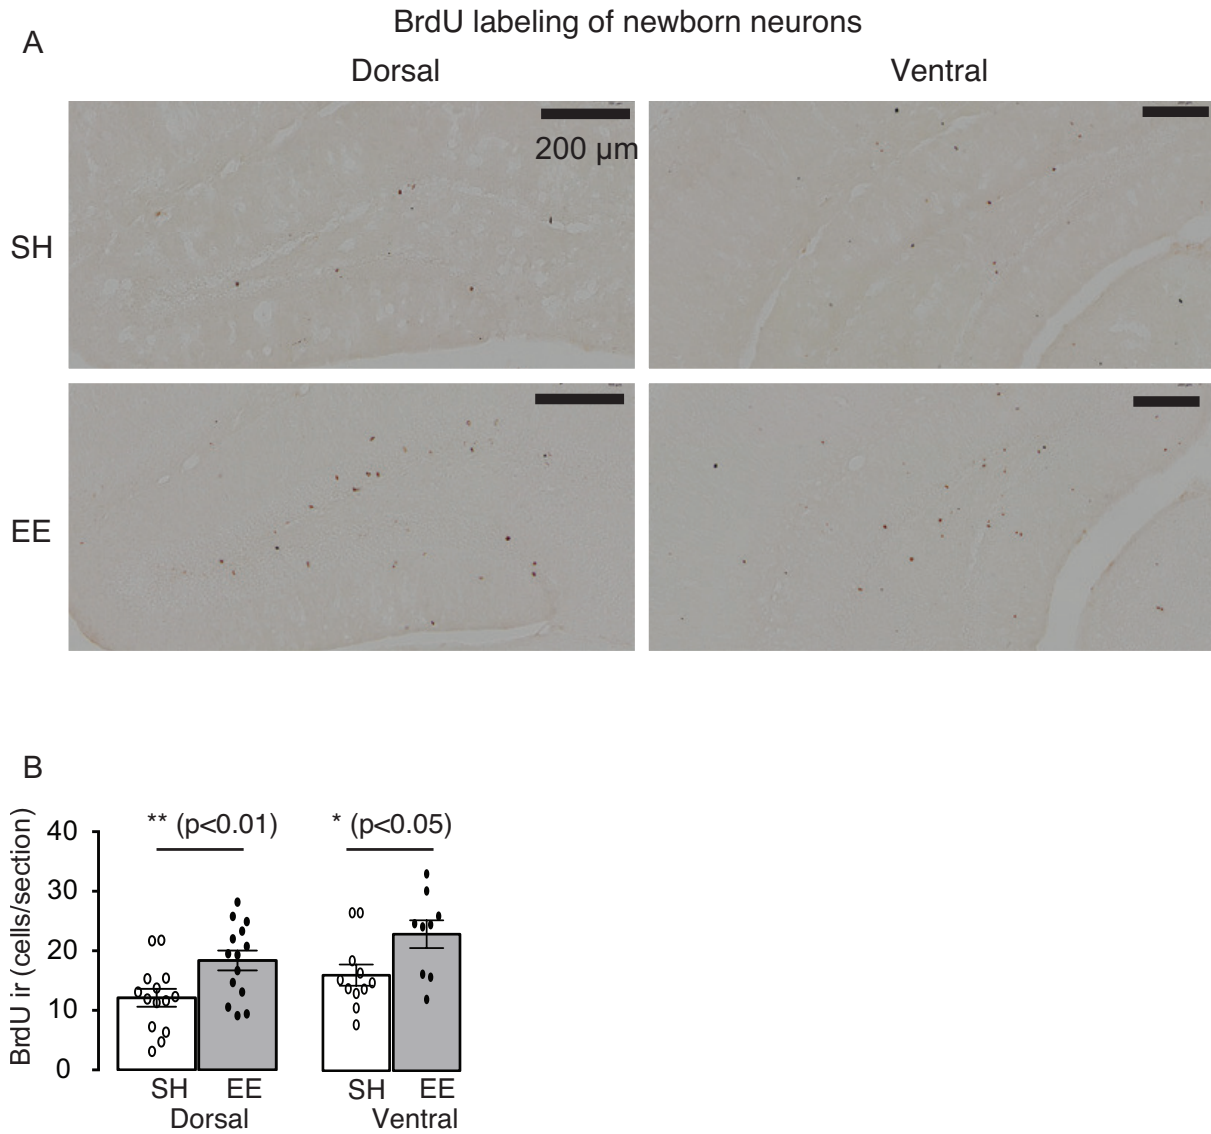 BrdU labeling of newborn neurons
A
Dorsal
Ventral
200 µm
SH
EE
B
BrdU ir (cells/section)
40
30
20
10
0
** (p<0.01)
* (p<0.05)
SH
EE
SH
EE
Dorsal
Ventral